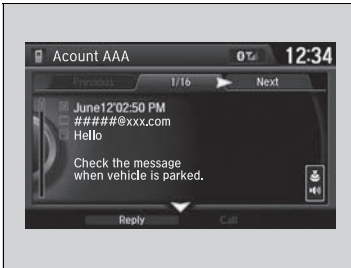 Acount AAA 12:34
Previous 1/16 Next
June12'02:50 PM
#####@xxx.com
Hello
Check the message
when vehicle is parked.
Reply Call